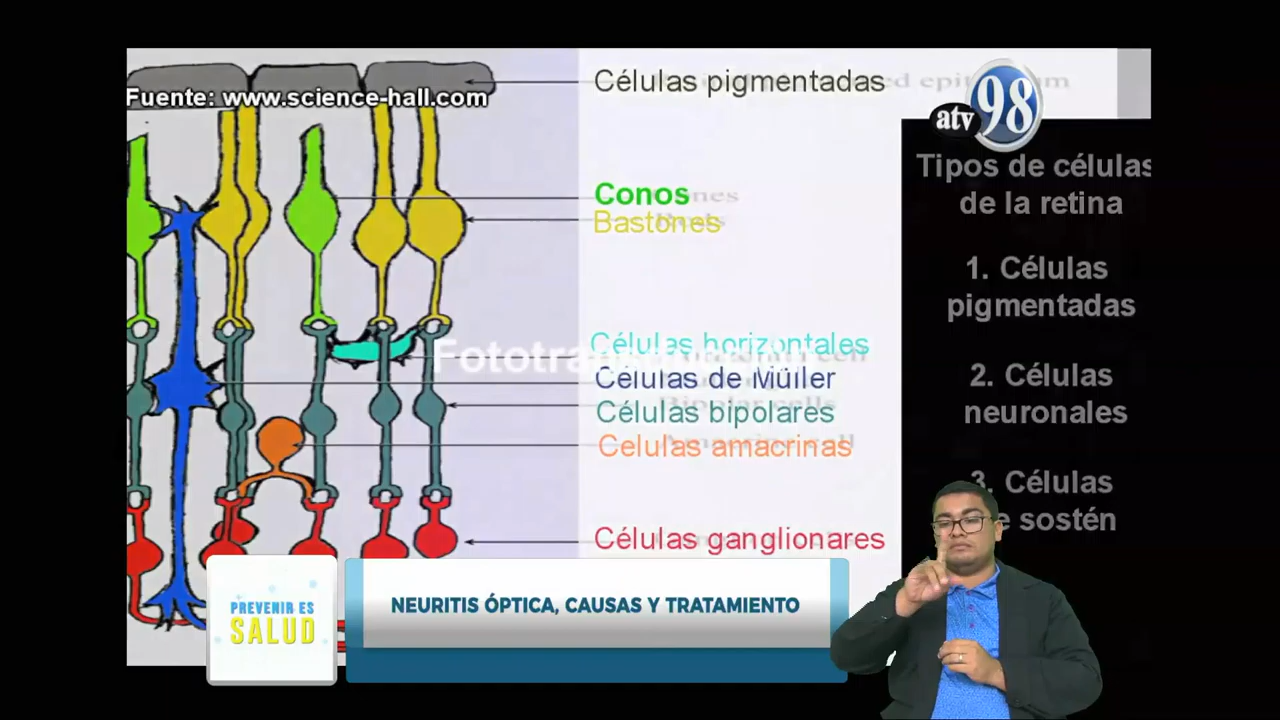 Células pigmentadas
Fuente: www.science-hall.com
atv 98
Tipos de células
de la retina
Conos
Bastones
1. Células
pigmentadas
Células horizontales
Células de Müller
Células bipolares
Celulas amacrinas
2. Células
neuronales
3. Células
sostén
Células ganglionares
PREVENIR ES
SALUD
NEURITIS ÓPTICA, CAUSAS Y TRATAMIENTO